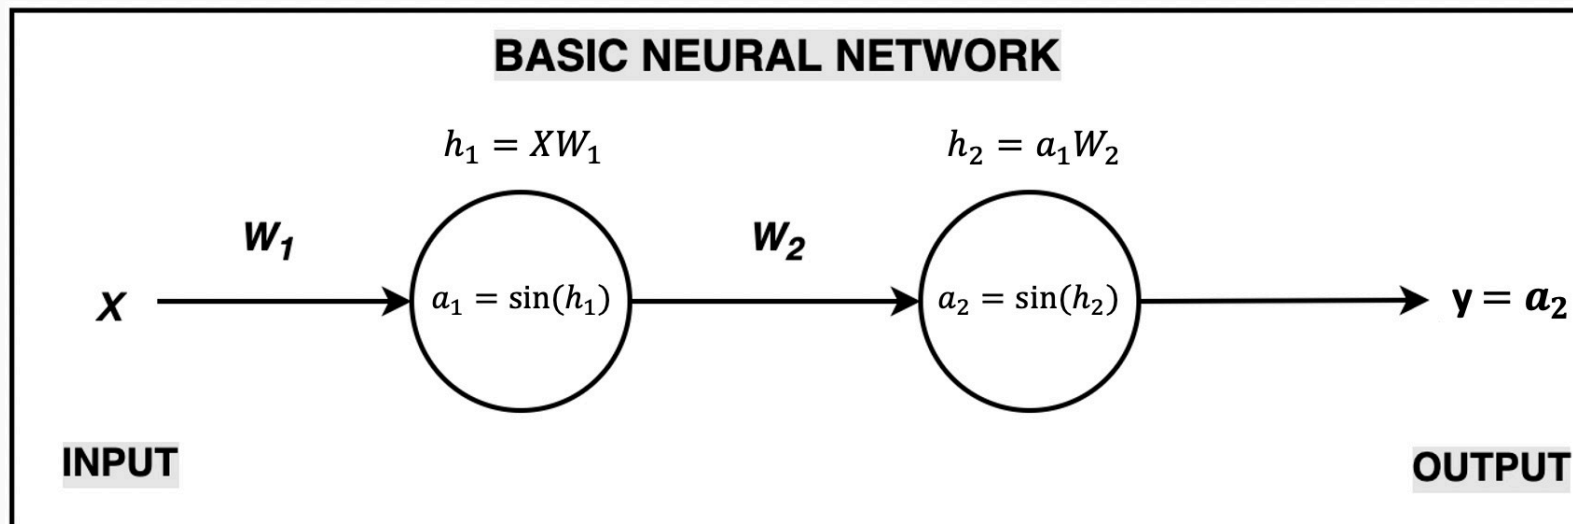 BASIC NEURAL NETWORK
h₁ = XW₁
h₂ = a₁W₂
W₁
W₂
X
a₁ = sin(h₁)
a₂ = sin(h₂)
y = a₂
INPUT
OUTPUT